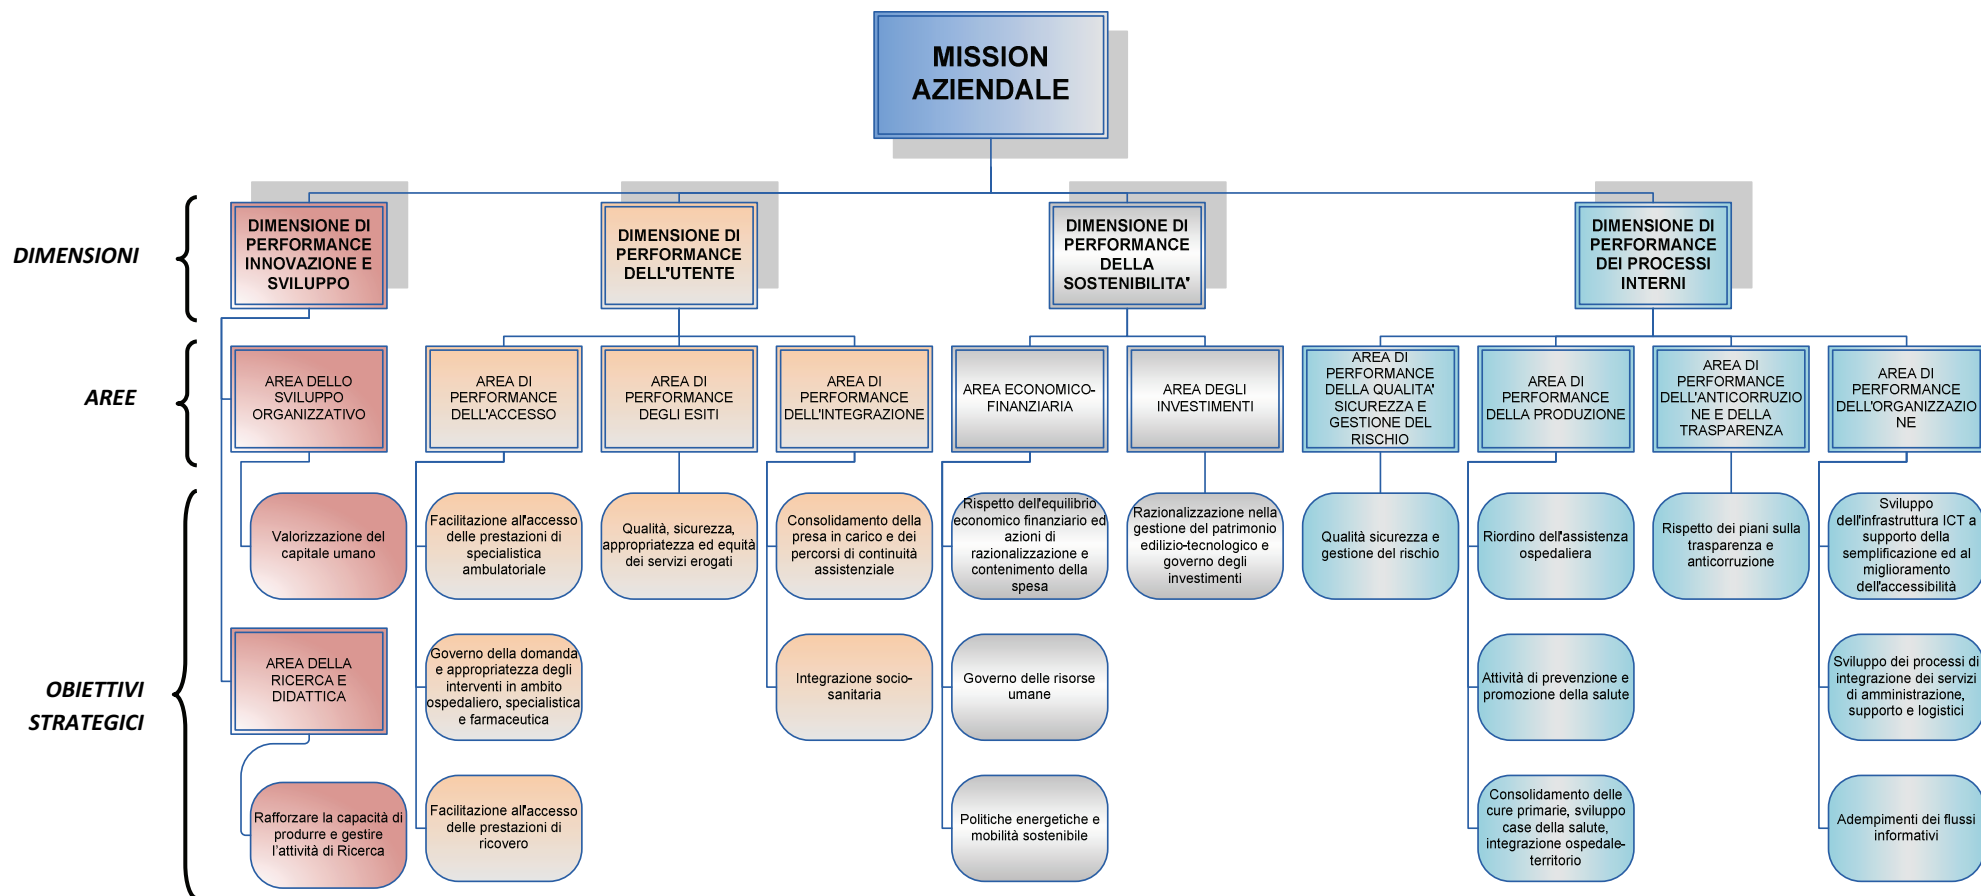 MISSION
AZIENDALE
DIMENSIONI
DIMENSIONE DI
PERFORMANCE
INNOVAZIONE E
SVILUPPO
DIMENSIONE DI
PERFORMANCE
DELL'UTENTE
DIMENSIONE DI
PERFORMANCE
DELLA
SOSTENIBILITA'
DIMENSIONE DI
PERFORMANCE
DEI PROCESSI
INTERNI
AREE
AREA DELLO
SVILUPPO
ORGANIZZATIVO
AREA DI
PERFORMANCE
DELL'ACCESSO
AREA DI
PERFORMANCE
DEGLI ESITI
AREA DI
PERFORMANCE
DELL'INTEGRAZIONE
AREA ECONOMICO-
FINANZIARIA
AREA DEGLI
INVESTIMENTI
AREA DI
PERFORMANCE
DELLA QUALITA'
SICUREZZA E
GESTIONE DEL
RISCHIO
AREA DI
PERFORMANCE
DELLA PRODUZIONE
AREA DI
PERFORMANCE
DELL'ANTICORRUZIO
NE E DELLA
TRASPARENZA
AREA DI
PERFORMANCE
DELL'ORGANIZZAZIO
NE
OBIETTIVI
STRATEGICI
Valorizzazione del
capitale umano
Facilitazione all'accesso
delle prestazioni di
specialistica
ambulatoriale
Qualità, sicurezza,
appropriatezza ed equità
dei servizi erogati
Consolidamento della
presa in carico e dei
percorsi di continuità
assistenziale
Rispetto dell'equilibrio
economico finanziario ed
azioni di
razionalizzazione e
contenimento della
spesa
Razionalizzazione nella
gestione del patrimonio
edilizio-tecnologico e
governo degli
investimenti
Qualità sicurezza e
gestione del rischio
Riordino dell'assistenza
ospedaliera
Rispetto dei piani sulla
trasparenza e
anticorruzione
Sviluppo
dell'infrastruttura ICT a
supporto della
semplificazione ed al
miglioramento
dell'accessibilità
AREA DELLA
RICERCA E
DIDATTICA
Governo della domanda
e appropriatezza degli
interventi in ambito
ospedaliero, specialistica
e farmaceutica
Integrazione socio-
sanitaria
Governo delle risorse
umane
Attività di prevenzione e
promozione della salute
Sviluppo dei processi di
integrazione dei servizi
di amministrazione,
supporto e logistici
Rafforzare la capacità di
produrre e gestire
l'attività di Ricerca
Facilitazione all'accesso
delle prestazioni di
ricovero
Politiche energetiche e
mobilità sostenibile
Consolidamento delle
cure primarie, sviluppo
case della salute,
integrazione ospedale-
territorio
Adempimenti dei flussi
informativi